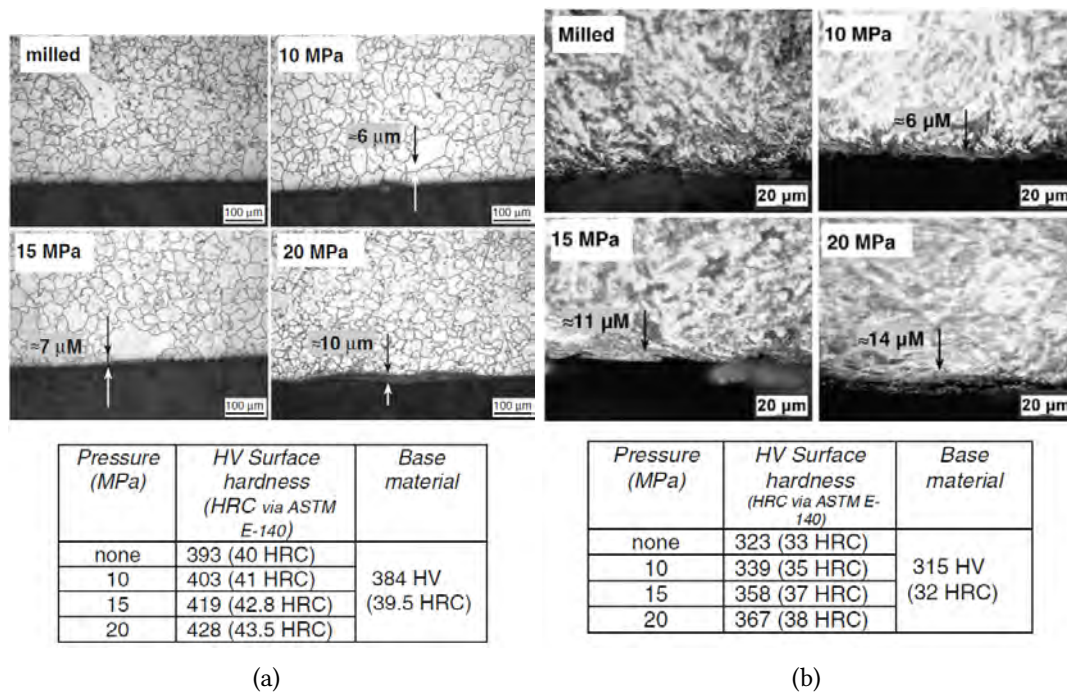 milled
10 MPa
≈6 μm
100 μm
100 μm
15 MPa
20 MPa
≈7 μM
≈10 μm
100 μm
100 μm
Pressure (MPa)
HV Surface hardness (HRC via ASTM E-140)
Base material
none 393 (40 HRC)
10 403 (41 HRC)
15 419 (42.8 HRC)
20 428 (43.5 HRC)
384 HV
(39.5 HRC)
(a)
Milled
10 MPa
≈6 μM
20 μm
20 μm
15 MPa
20 MPa
≈11 μM
≈14 μM
20 μm
20 μm
Pressure (MPa)
HV Surface hardness (HRC via ASTM E-140)
Base material
none 323 (33 HRC)
10 339 (35 HRC)
15 358 (37 HRC)
20 367 (38 HRC)
315 HV
(32 HRC)
(b)